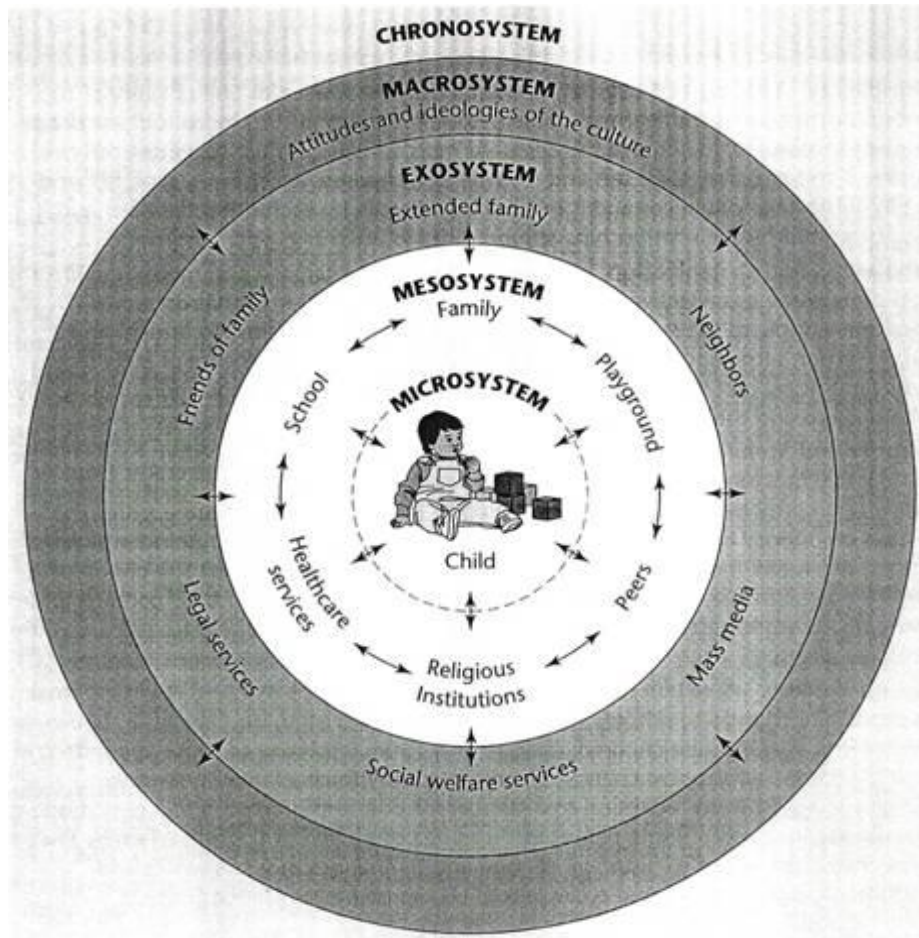 CHRONOSYSTEM
MACROSYSTEM
Attitudes and ideologies of the culture
EXOSYSTEM
Extended family
MESOSYSTEM
Family
Friends of family
Neighbors
School
Playground
MICROSYSTEM
Child
Healthcare
services
Peers
Legal services
Mass media
Religious
Institutions
Social welfare services